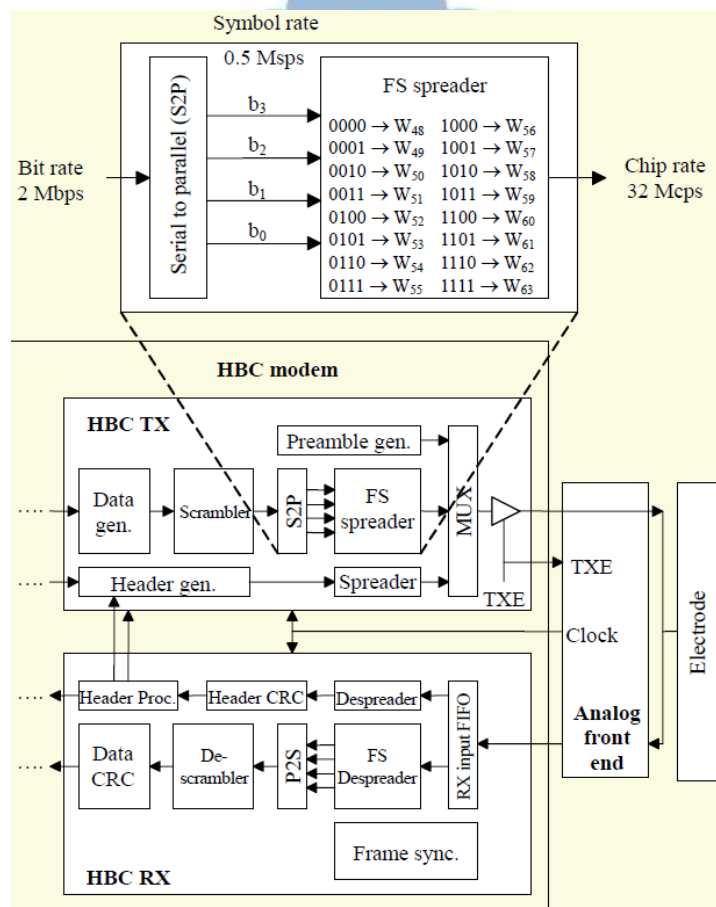 Symbol rate
0.5 Msps
Bit rate
2 Mbps
Serial to parallel (S2P)
b3
b2
b1
b0
FS spreader
0000 → W48 1000 → W56
0001 → W49 1001 → W57
0010 → W50 1010 → W58
0011 → W51 1011 → W59
0100 → W52 1100 → W60
0101 → W53 1101 → W61
0110 → W54 1110 → W62
0111 → W55 1111 → W63
Chip rate
32 Mcps
HBC modem
HBC TX
Preamble gen.
Data
gen.
Scrambler
S2P
FS
spreader
MUX
Header gen.
Spreader
TXE
TXE
Clock
Analog
front
end
Electrode
Header Proc.
Header CRC
Despreader
RX input FIFO
Data
CRC
De-
scrambler
P2S
FS
Despreader
Frame sync.
HBC RX